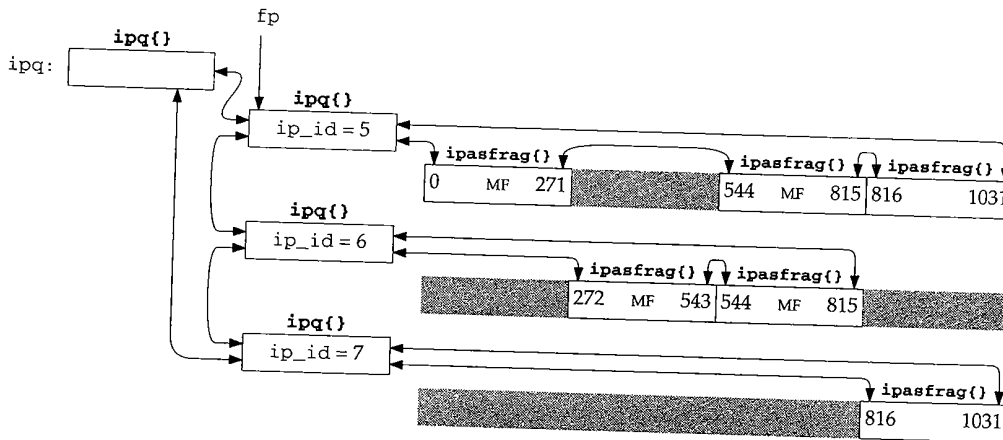 fp
ipq{}
ipq:
ipq{}
ip_id = 5
ipasfrag{} ipasfrag{} ipasfrag{}
0 MF 271 544 MF 815 816 1031
ipq{}
ip_id = 6
ipasfrag{} ipasfrag{}
272 MF 543 544 MF 815
ipq{}
ip_id = 7
ipasfrag{}
816 1031